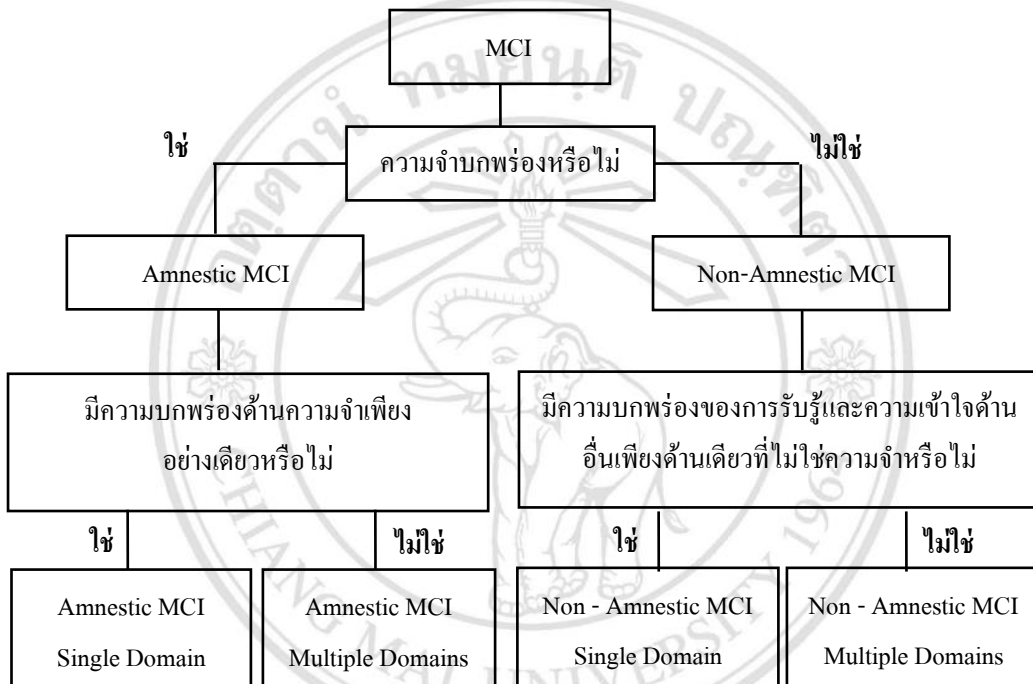 MCI
ใช่
ความจำบกพร่องหรือไม่
ไม่ใช่
Amnestic MCI
Non-Amnestic MCI
มีความบกพร่องด้านความจำเพียง
อย่างเดียวหรือไม่
มีความบกพร่องของการรับรู้และความเข้าใจด้าน
อื่นเพียงด้านเดียวที่ไม่ใช่ความจำหรือไม่
ใช่
ไม่ใช่
ใช่
ไม่ใช่
Amnestic MCI
Single Domain
Amnestic MCI
Multiple Domains
Non - Amnestic MCI
Single Domain
Non - Amnestic MCI
Multiple Domains
CHIANG MAI UNIVERSITY 1964